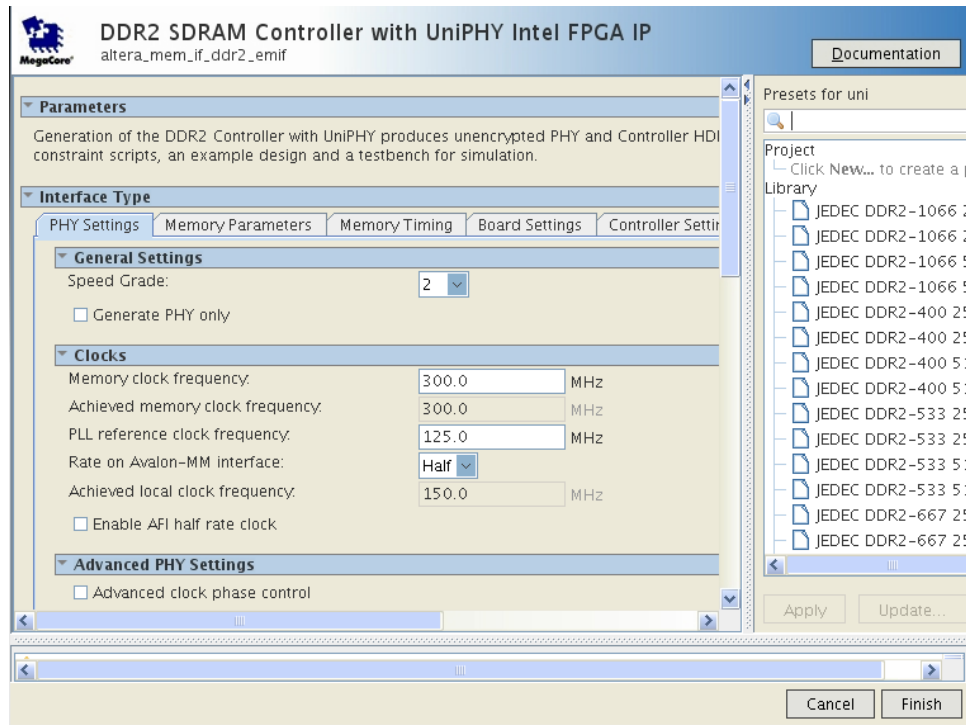 DDR2 SDRAM Controller with UniPHY Intel FPGA IP
MegaCore®
altera_mem_if_ddr2_emif
Documentation
Parameters
Generation of the DDR2 Controller with UniPHY produces unencrypted PHY and Controller
constraint scripts, an example design and a testbench for simulation.
Interface Type
PHY Settings
Memory Parameters
Memory Timing
Board Settings
Controller
General Settings
Speed Grade:
2
Generate PHY only
Clocks
Memory clock frequency:
300.0
MHz
Achieved memory clock frequency:
300.0
MHz
PLL reference clock frequency:
125.0
MHz
Rate on Avalon-MM interface:
Half
Achieved local clock frequency:
150.0
MHz
Enable AFI half rate clock
Advanced PHY Settings
Advanced clock phase control
Presets for uni
Project
Click New... to create a
Library
JEDEC DDR2-1066
JEDEC DDR2-1066
JEDEC DDR2-1066
JEDEC DDR2-1066
JEDEC DDR2-400
JEDEC DDR2-400
JEDEC DDR2-400
JEDEC DDR2-400
JEDEC DDR2-533
JEDEC DDR2-533
JEDEC DDR2-533
JEDEC DDR2-533
JEDEC DDR2-667
JEDEC DDR2-667
Apply
Update...
Cancel
Finish